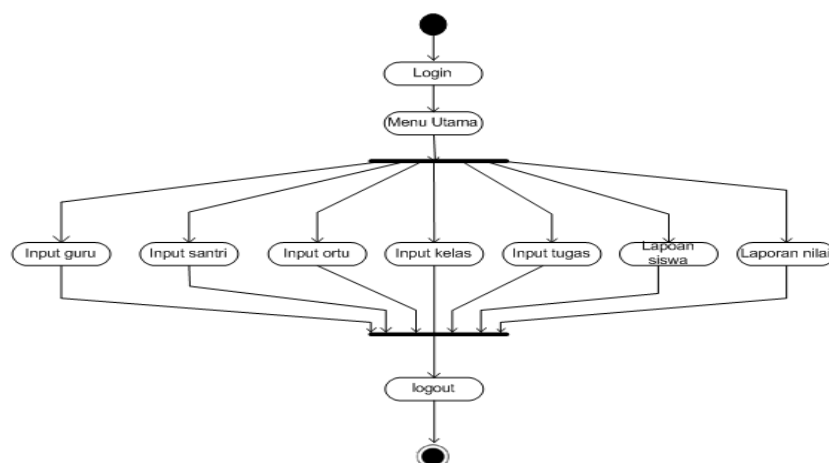 Login
Menu Utama
Input guru
Input santri
Input ortu
Input kelas
Input tugas
Lapoan
siswa
Laporan nilai
logout